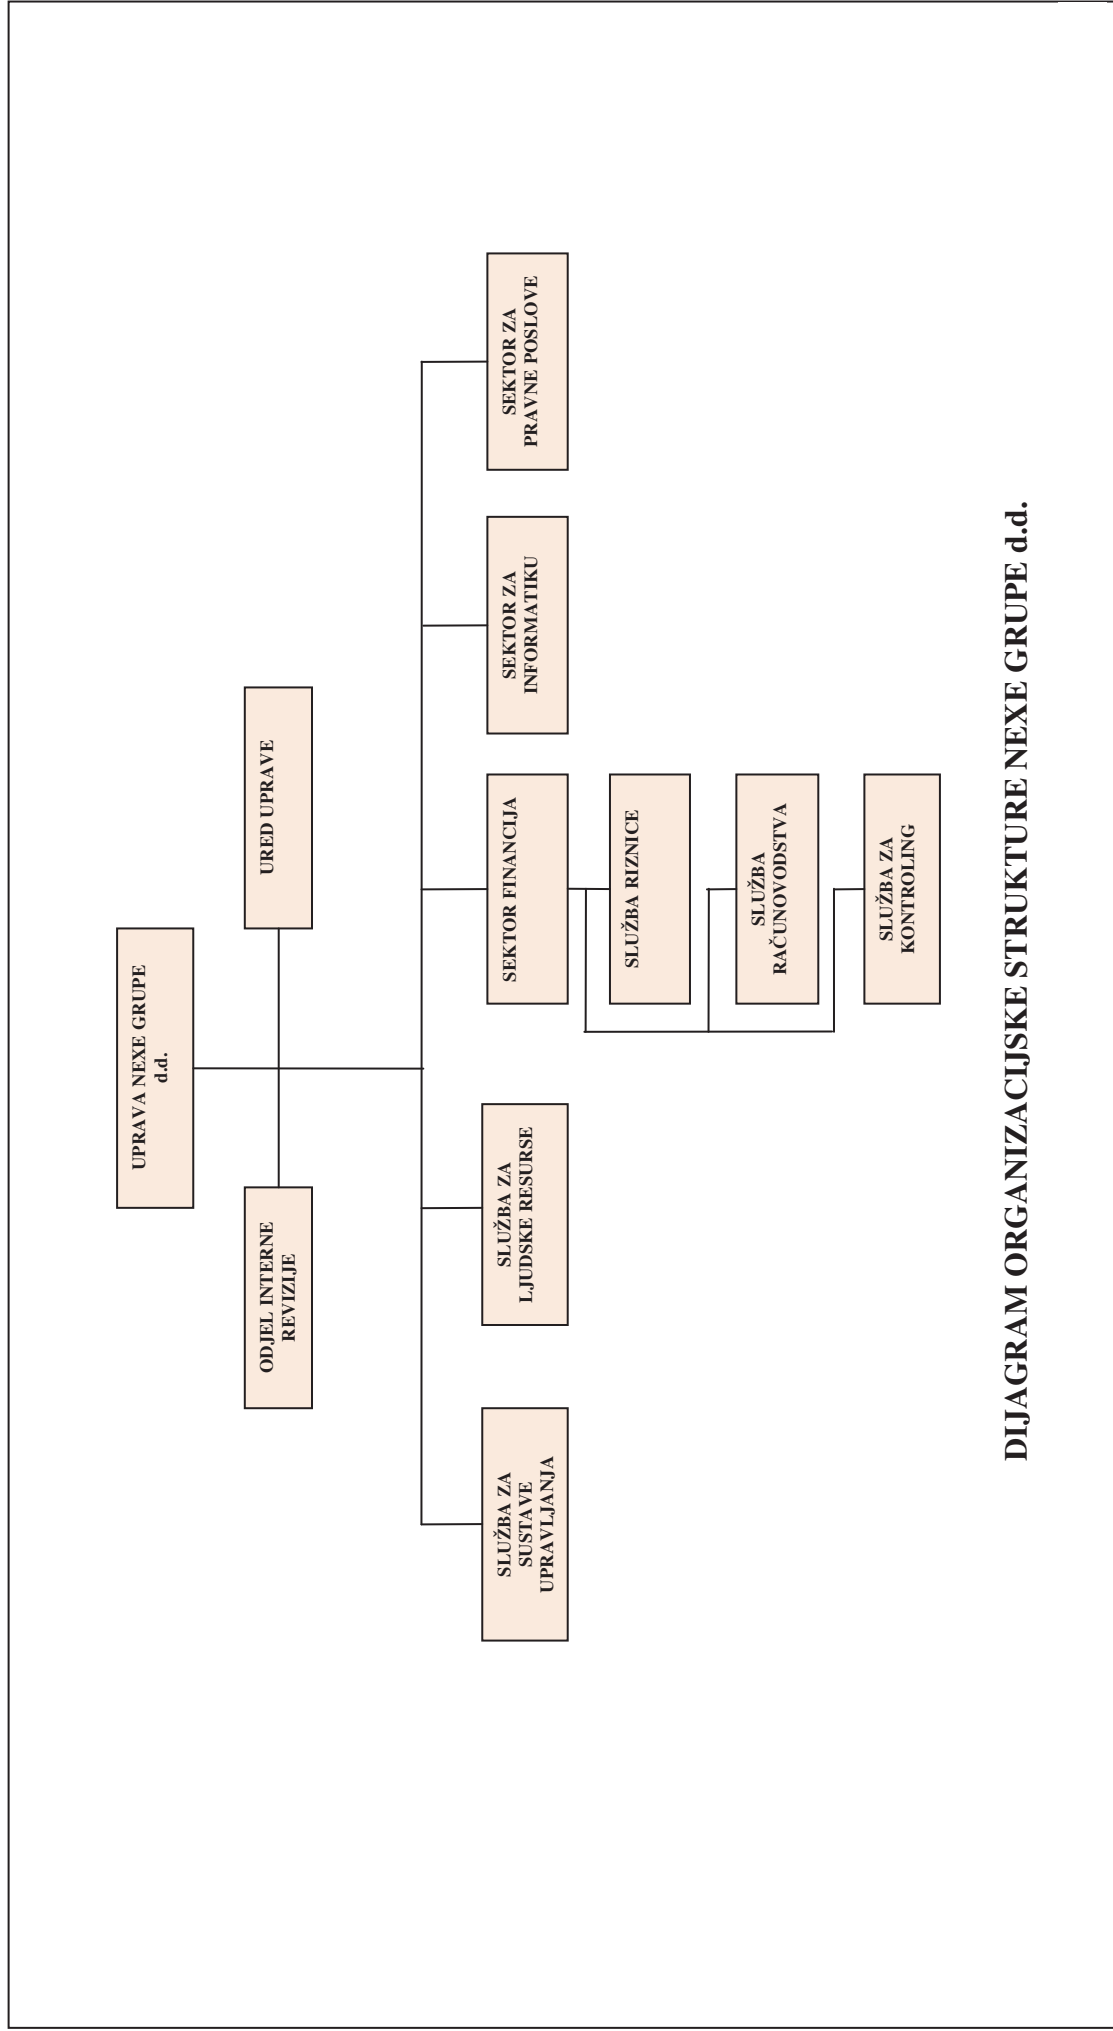 UPRAVA NEXE GRUPE
d.d.
ODJEL INTERNE
REVIZIJE
URED UPRAVE
SLUŽBA ZA
SUSTAVE
UPRAVLJANJA
SLUŽBA ZA
LJUDSKE RESURSE
SEKTOR FINANCIJA
SEKTOR ZA
INFORMATIKU
SEKTOR ZA
PRAVNE POSLOVE
SLUŽBA RIZNICE
SLUŽBA
RAČUNOVODSTVA
SLUŽBA ZA
KONTROLING
DIJAGRAM ORGANIZACIJSKE STRUKTURE NEXE GRUPE d.d.